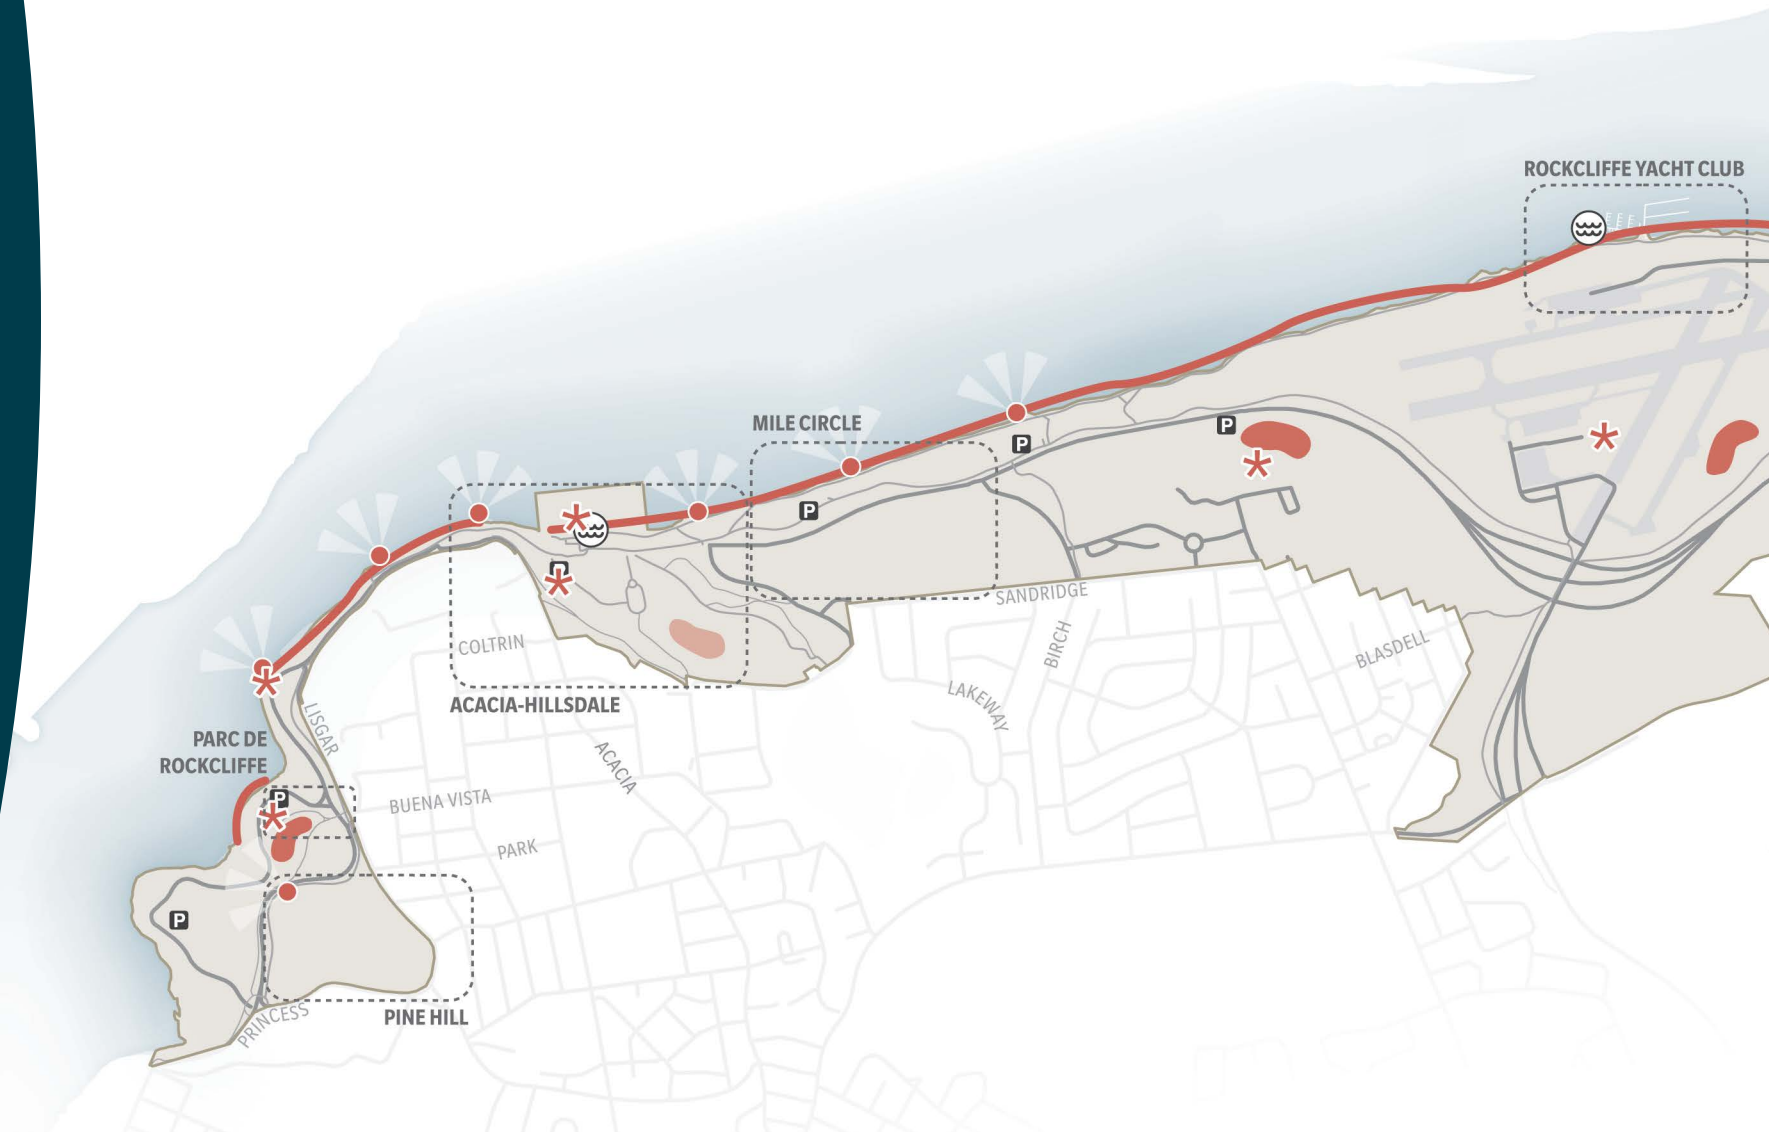 ROCKCLIFFE YACHT CLUB
MILE CIRCLE
P
P
P
P
SANDRIDGE
COLTRIN
BIRCH
BLASDELL
LAKEWAY
ACACIA-HILLSDALE
LISGAR
PARC DE
ROCKCLIFFE
ACACIA
P
BUENA VISTA
PARK
P
PRINCESS
PINE HILL